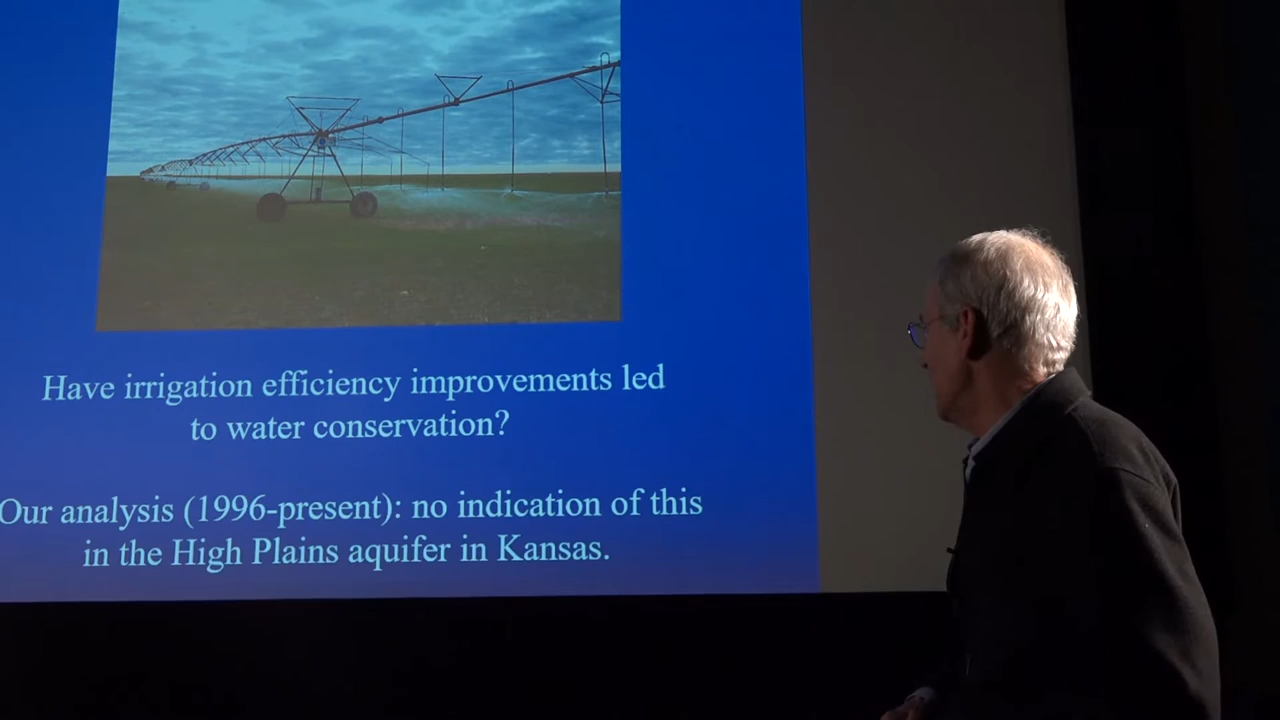 Have irrigation efficiency improvements led
to water conservation?
Our analysis (1996-present): no indication of this
in the High Plains aquifer in Kansas.